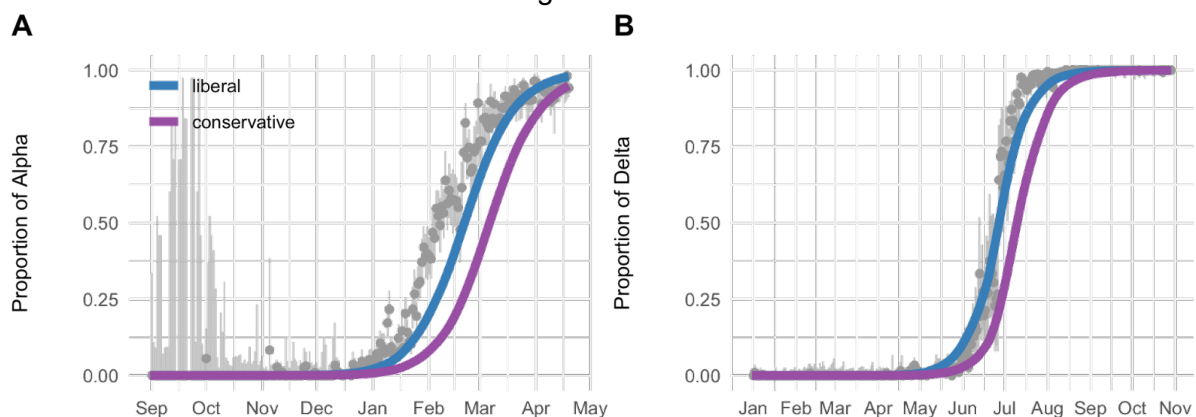 g
A
B
Proportion of Alpha
1.00
0.75
0.50
0.25
0.00
liberal
conservative
Sep Oct Nov Dec Jan Feb Mar Apr May
Proportion of Delta
1.00
0.75
0.50
0.25
0.00
Jan Feb Mar Apr May Jun Jul Aug Sep Oct Nov